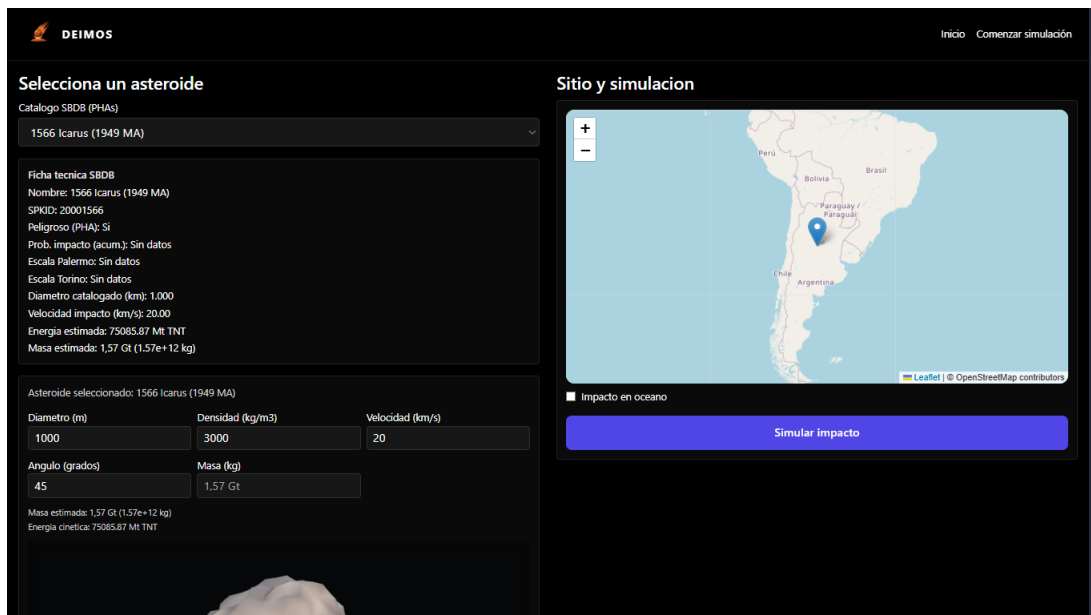 DEIMOS
Inicio Comenzar simulación
Selecciona un asteroide
Catalogo SBDB (PHAs)
1566 Icarus (1949 MA)
Ficha tecnica SBDB
Nombre: 1566 Icarus (1949 MA)
SPKID: 20001566
Peligroso (PHA): Si
Prob. impacto (acum.): Sin datos
Escala Palermo: Sin datos
Escala Torino: Sin datos
Diametro catalogado (km): 1.000
Velocidad impacto (km/s): 20.00
Energia estimada: 75085.87 Mt TNT
Masa estimada: 1,57 Gt (1.57e+12 kg)
Asteroide seleccionado: 1566 Icarus (1949 MA)
Diametro (m) Densidad (kg/m3) Velocidad (km/s)
1000 3000 20
Angulo (grados) Masa (kg)
45 1,57 Gt
Masa estimada: 1,57 Gt (1.57e+12 kg)
Energia cinetica: 75085.87 Mt TNT
Sitio y simulacion
+
−
Perú
Brasil
Bolivia
Paraguay /
Paraguái
Chile
Argentina
Leaflet | © OpenStreetMap contributors
Impacto en oceano
Simular impacto